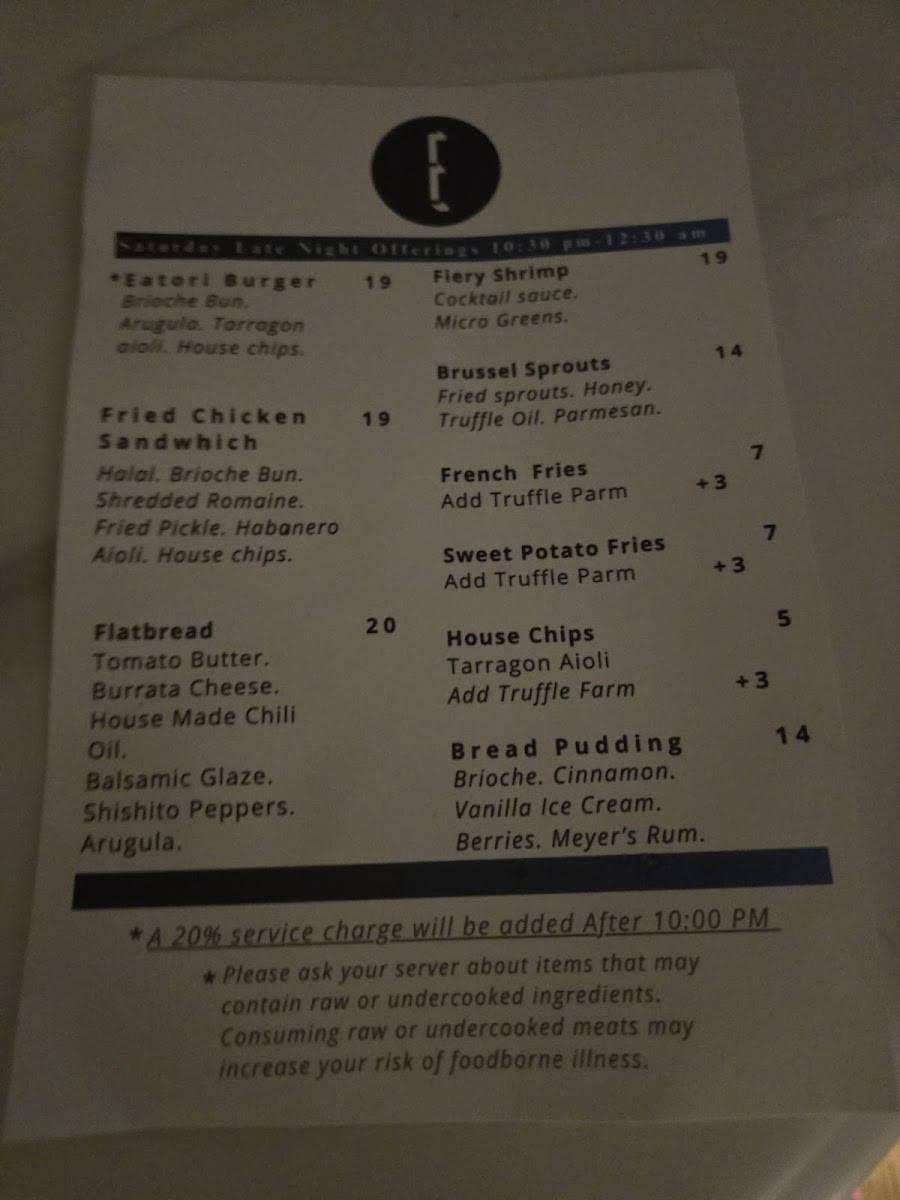 Saturday Late Night Offerings 10:30 pm-12:30 am
*Eatori Burger 19
Brioche Bun.
Arugula. Tarragon
aioli. House chips.
Fried Chicken 19
Sandwhich
Halal. Brioche Bun.
Shredded Romaine.
Fried Pickle. Habanero
Aioli. House chips.
Flatbread 20
Tomato Butter.
Burrata Cheese.
House Made Chili
Oil.
Balsamic Glaze.
Shishito Peppers.
Arugula.
Fiery Shrimp 19
Cocktail sauce.
Micro Greens.
Brussel Sprouts 14
Fried sprouts. Honey.
Truffle Oil. Parmesan.
French Fries 7
Add Truffle Parm +3
Sweet Potato Fries 7
Add Truffle Parm +3
House Chips 5
Tarragon Aioli
Add Truffle Farm +3
Bread Pudding 14
Brioche. Cinnamon.
Vanilla Ice Cream.
Berries. Meyer's Rum.
*A 20% service charge will be added After 10:00 PM
* Please ask your server about items that may
contain raw or undercooked ingredients.
Consuming raw or undercooked meats may
increase your risk of foodborne illness.